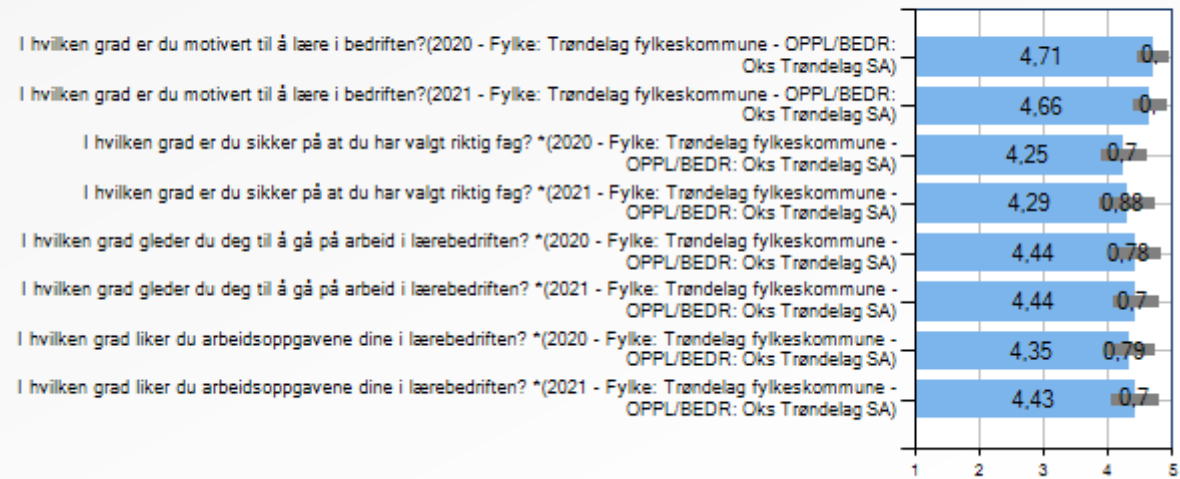 I hvilken grad er du motivert til å lære i bedriften?(2020 - Fylke: Trøndelag fylkeskommune - OPPL/BEDR:
Oks Trøndelag SA)
4,71
0,
I hvilken grad er du motivert til å lære i bedriften?(2021 - Fylke: Trøndelag fylkeskommune - OPPL/BEDR:
Oks Trøndelag SA)
4,66
0,
I hvilken grad er du sikker på at du har valgt riktig fag? *(2020 - Fylke: Trøndelag fylkeskommune -
OPPL/BEDR: Oks Trøndelag SA)
4,25
0,7
I hvilken grad er du sikker på at du har valgt riktig fag? *(2021 - Fylke: Trøndelag fylkeskommune -
OPPL/BEDR: Oks Trøndelag SA)
4,29
0,88
I hvilken grad gleder du deg til å gå på arbeid i lærebedriften? *(2020 - Fylke: Trøndelag fylkeskommune -
OPPL/BEDR: Oks Trøndelag SA)
4,44
0,78
I hvilken grad gleder du deg til å gå på arbeid i lærebedriften? *(2021 - Fylke: Trøndelag fylkeskommune -
OPPL/BEDR: Oks Trøndelag SA)
4,44
0,7
I hvilken grad liker du arbeidsoppgavene dine i lærebedriften? *(2020 - Fylke: Trøndelag fylkeskommune -
OPPL/BEDR: Oks Trøndelag SA)
4,35
0,79
I hvilken grad liker du arbeidsoppgavene dine i lærebedriften? *(2021 - Fylke: Trøndelag fylkeskommune -
OPPL/BEDR: Oks Trøndelag SA)
4,43
0,7
1 2 3 4 5